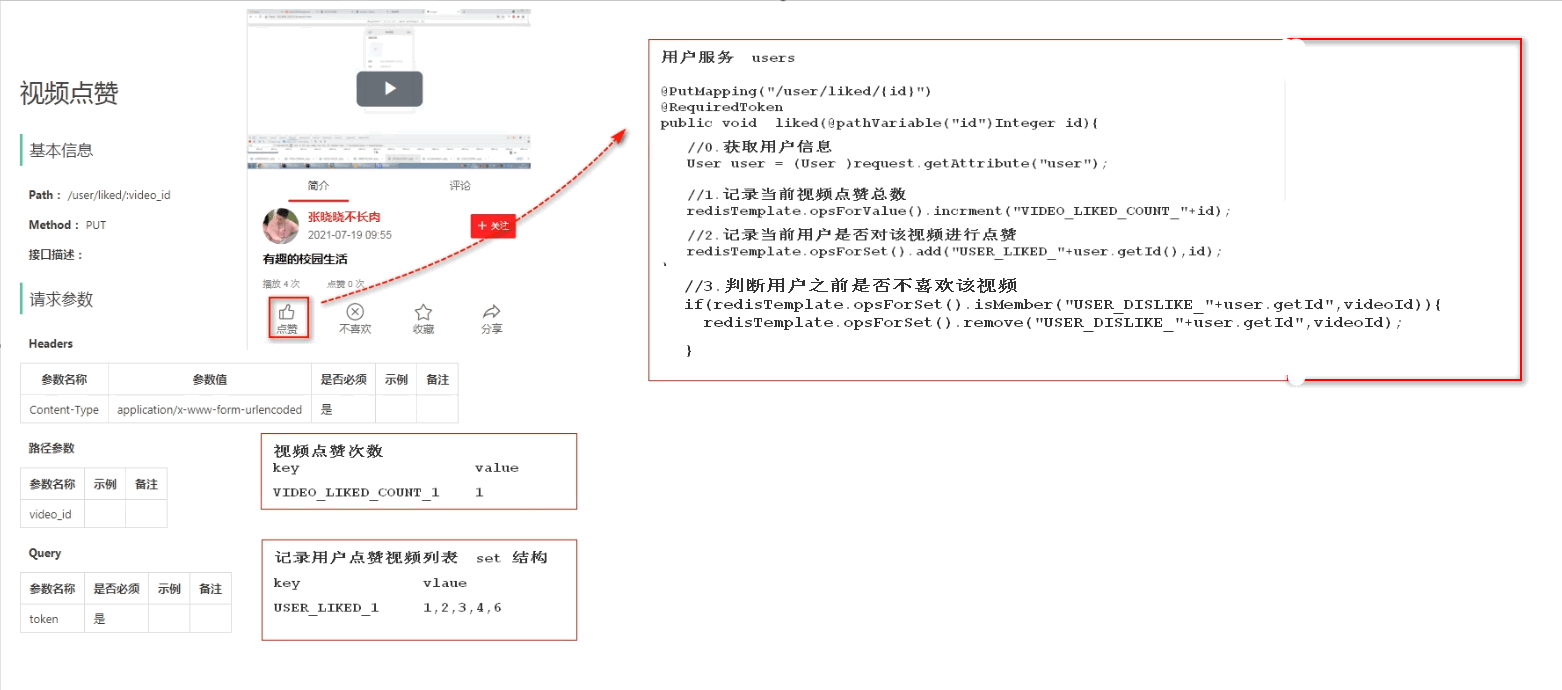 视频点赞
基本信息
Path： /user/liked/:video_id
Method： PUT
接口描述：
请求参数
Headers
参数名称 参数值 是否必须 示例 备注
Content-Type application/x-www-form-urlencoded 是
路径参数
参数名称 示例 备注
video_id
Query
参数名称 是否必须 示例 备注
token 是
简介 评论
张晓晓不长肉
2021-07-19 09:55
+ 关注
有趣的校园生活
播放 4 次 点赞 0 次
点赞 不喜欢 收藏 分享
视频点赞次数
key value
VIDEO_LIKED_COUNT_1 1
记录用户点赞视频列表 set 结构
key vlaue
USER_LIKED_1 1,2,3,4,6
用户服务 users
@PutMapping("/user/liked/{id}")
@RequiredToken
public void liked(@pathVariable("id")Integer id){
//0.获取用户信息
User user = (User )request.getAttribute("user");
//1.记录当前视频点赞总数
redisTemplate.opsForValue().incrment("VIDEO_LIKED_COUNT_"+id);
//2.记录当前用户是否对该视频进行点赞
redisTemplate.opsForSet().add("USER_LIKED_"+user.getId(),id);
//3.判断用户之前是否不喜欢该视频
if(redisTemplate.opsForSet().isMember("USER_DISLIKE_"+user.getId",videoId)){
redisTemplate.opsForSet().remove("USER_DISLIKE_"+user.getId",videoId);
}